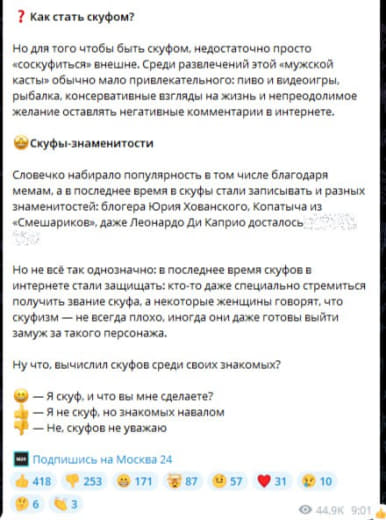 ❓ Как стать скуфом?
Но для того чтобы быть скуфом, недостаточно просто
«соскуфиться» внешне. Среди развлечений этой «мужской
касты» обычно мало привлекательного: пиво и видеоигры,
рыбалка, консервативные взгляды на жизнь и непреодолимое
желание оставлять негативные комментарии в интернете.
Скуфы-знаменитости
Словечко набирало популярность в том числе благодаря
мемам, а в последнее время в скуфы стали записывать и разных
знаменитостей: блогера Юрия Хованского, Копатыча из
«Смешариков», даже Леонардо Ди Каприо досталось
Но не всё так однозначно: в последнее время скуфов в
интернете стали защищать: кто-то даже специально стремиться
получить звание скуфа, а некоторые женщины говорят, что
скуфизм — не всегда плохо, иногда они даже готовы выйти
замуж за такого персонажа.
Ну что, вычислил скуфов среди своих знакомых?
😀 — Я скуф, и что вы мне сделаете?
👍 — Я не скуф, но знакомых навалом
👎 — Не, скуфов не уважаю
Подпишись на Москва 24
👍 418 👎 253 😀 171 🤯 87 57 ❤ 31 😢 10
6 👏 3
44.9K 9:01